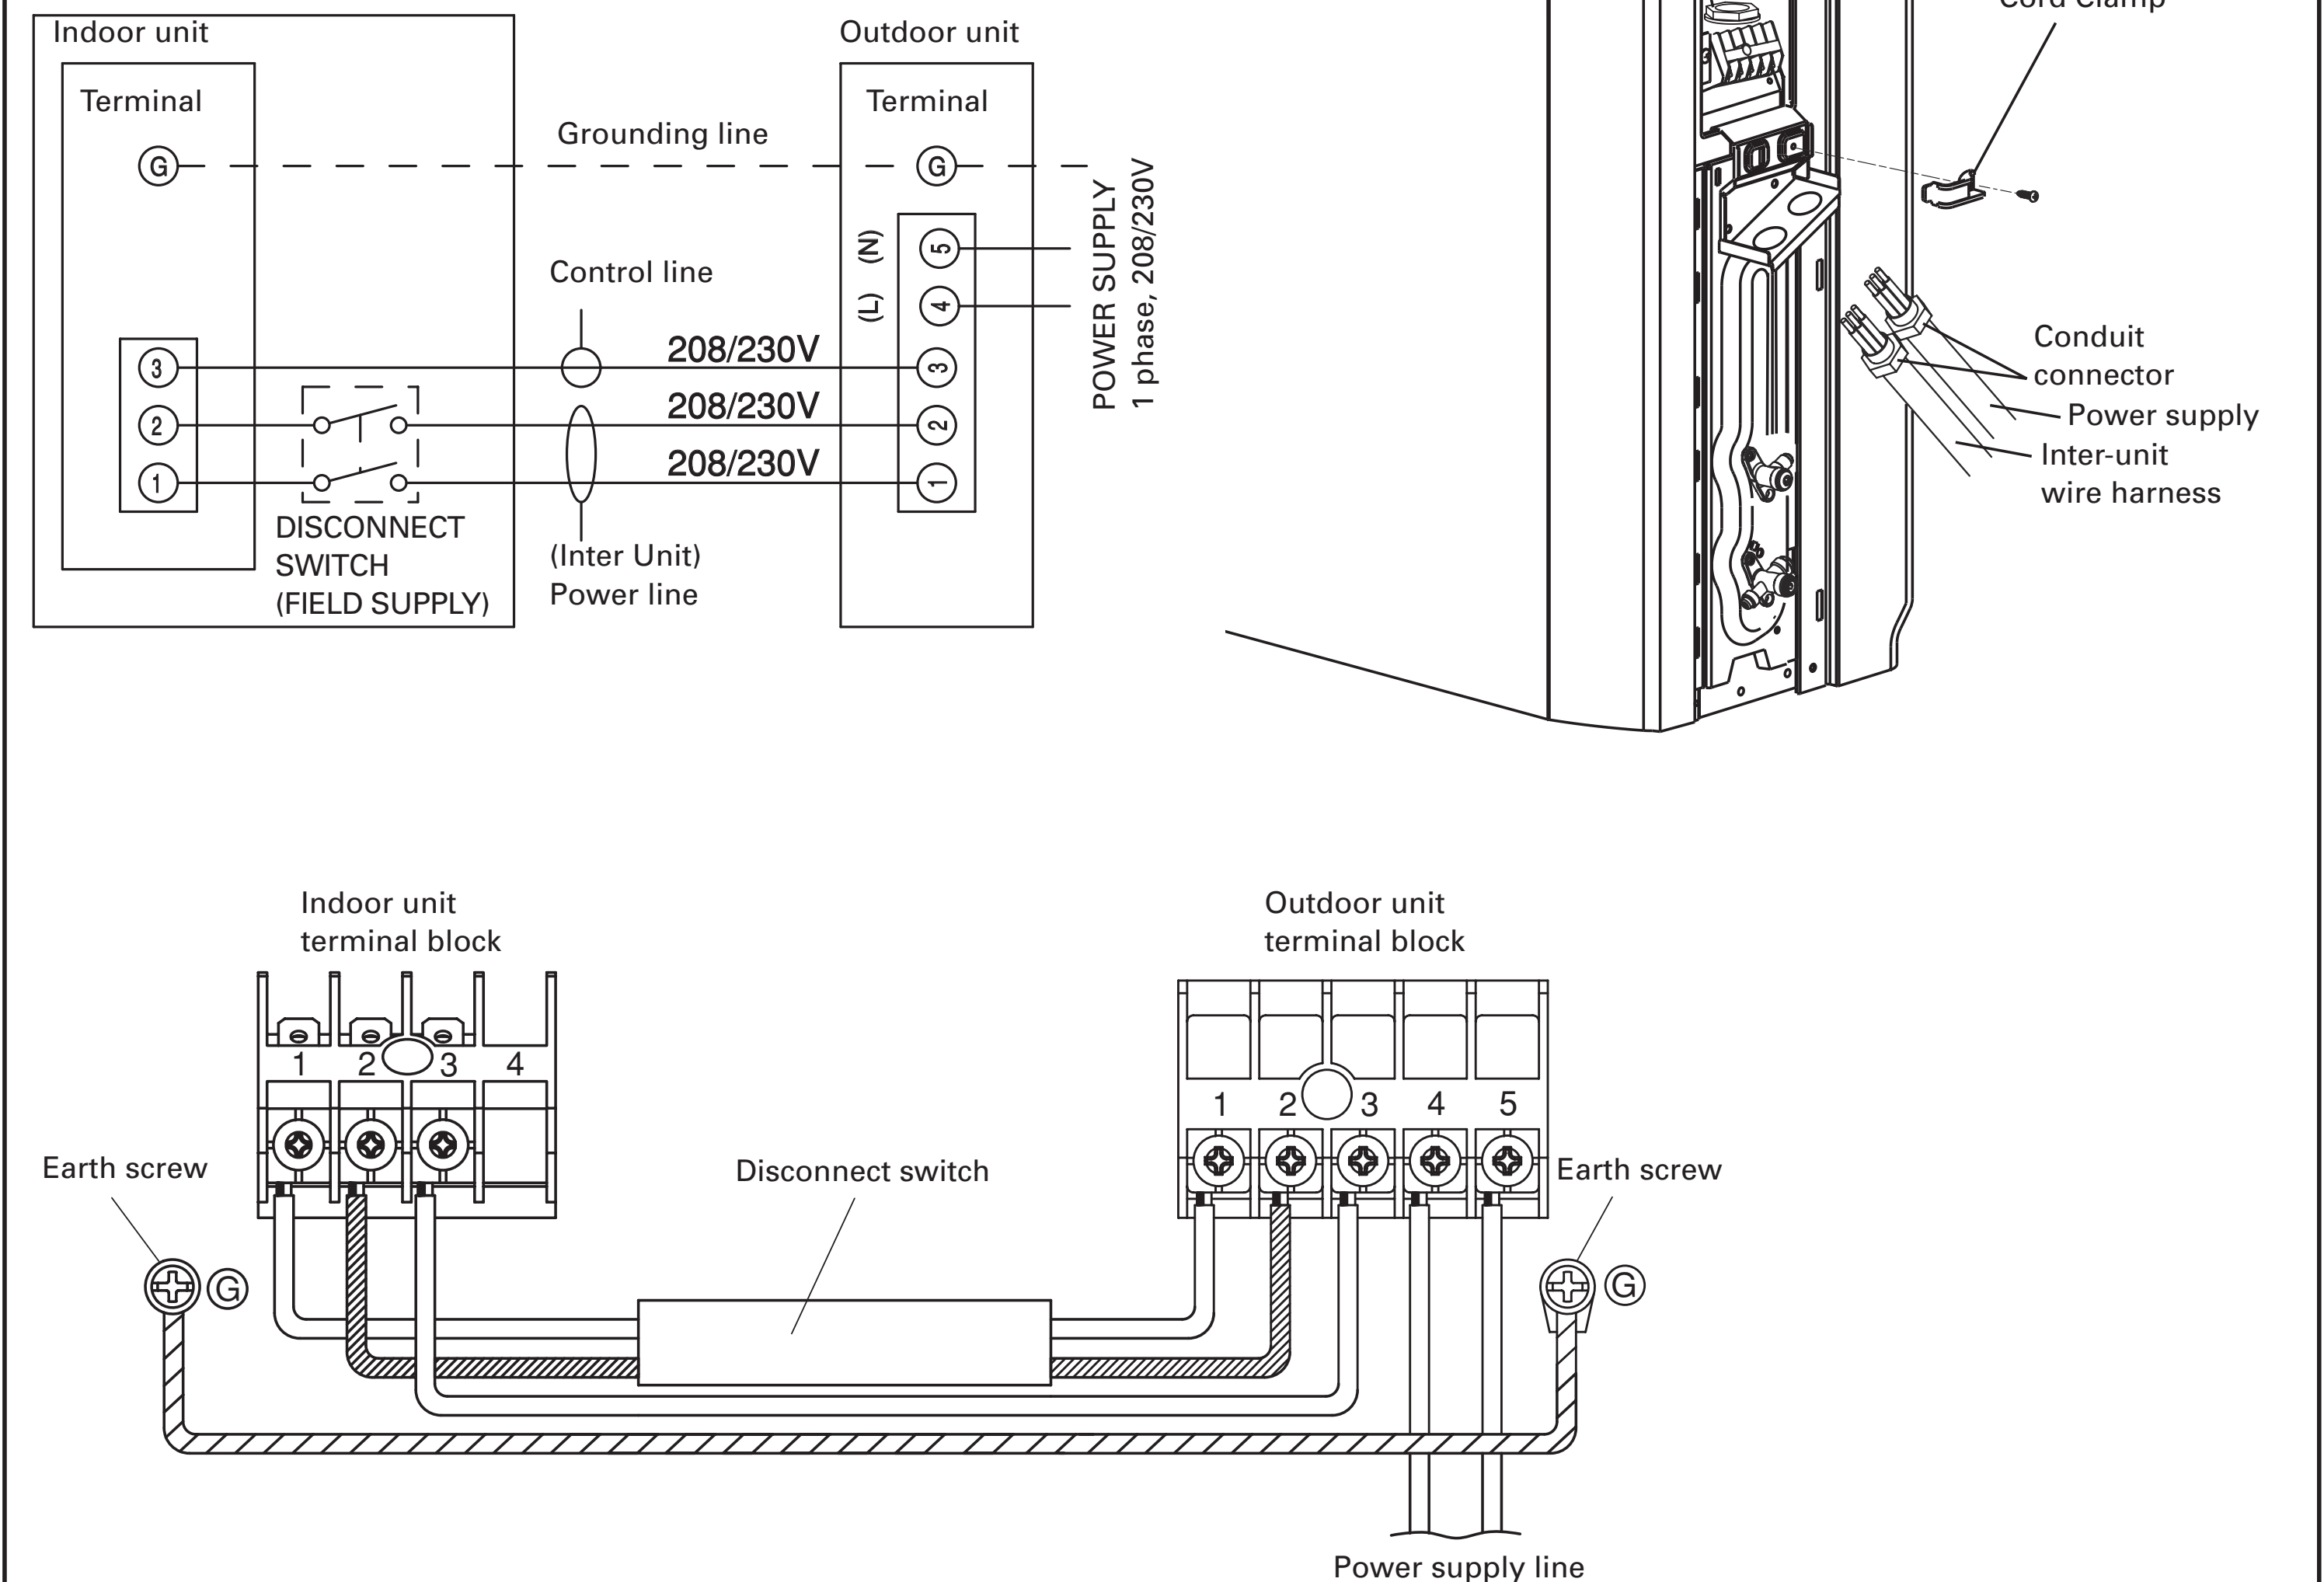 Indoor unit
Terminal
G
3
2
1
DISCONNECT
SWITCH
(FIELD SUPPLY)
Grounding line
Control line
208/230V
208/230V
208/230V
(Inter Unit)
Power line
Outdoor unit
Terminal
G
(N)
5
(L)
4
3
2
1
POWER SUPPLY
1 phase, 208/230V
Cord Clamp
Conduit
connector
Power supply
Inter-unit
wire harness
Indoor unit
terminal block
1 2 3 4
Earth screw
G
Disconnect switch
Outdoor unit
terminal block
1 2 3 4 5
Earth screw
G
Power supply line